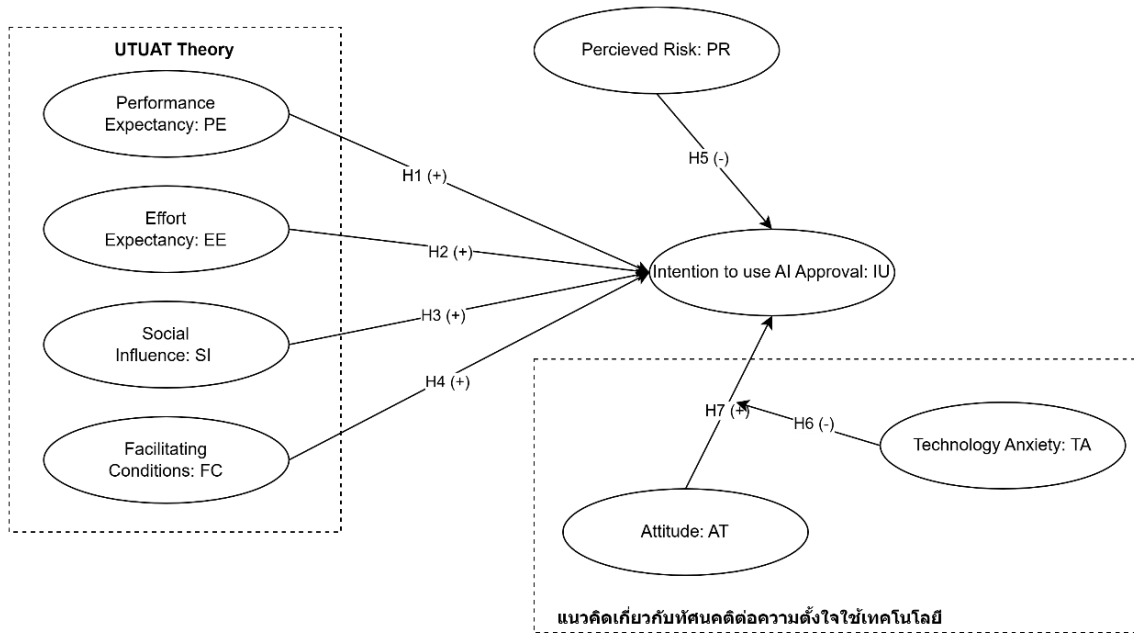 UTUAT Theory
Performance
Expectancy: PE
Effort
Expectancy: EE
Social
Influence: SI
Facilitating
Conditions: FC
H1 (+)
H2 (+)
H3 (+)
H4 (+)
Percieved Risk: PR
H5 (-)
Intention to use AI Approval: IU
H7 (+)
H6 (-)
Technology Anxiety: TA
Attitude: AT
แนวคิดเกี่ยวกับทัศนคติต่อความตั้งใจใช้เทคโนโลยี